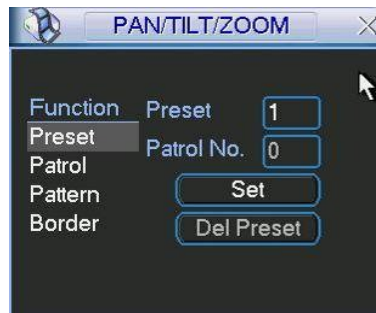 PAN/TILT/ZOOM
Function Preset 1
Preset
Patrol No. 0
Patrol
Pattern Set
Border Del Preset